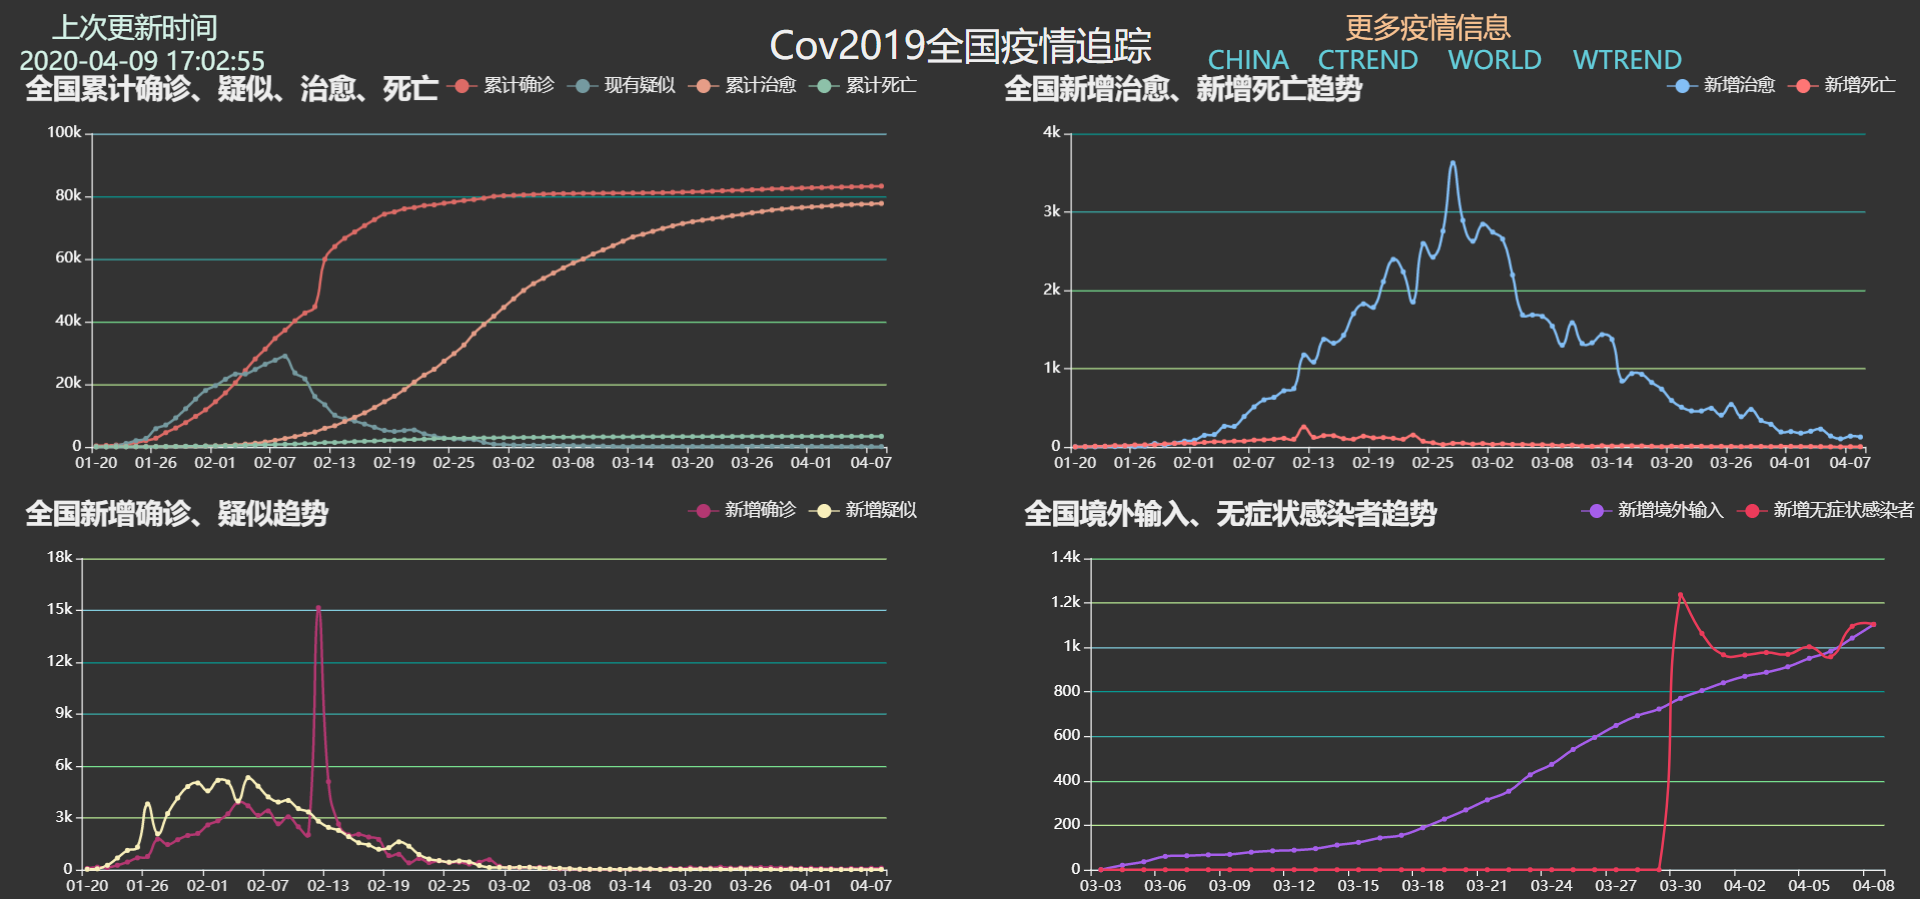 上次更新时间
2020-04-09 17:02:55
Cov2019全国疫情追踪
更多疫情信息
CHINA CTREND WORLD WTREND
全国累计确诊、疑似、治愈、死亡
累计确诊 现有疑似 累计治愈 累计死亡
100k
80k
60k
40k
20k
0
01-20 01-26 02-01 02-07 02-13 02-19 02-25 03-02 03-08 03-14 03-20 03-26 04-01 04-07
全国新增治愈、新增死亡趋势
新增治愈 新增死亡
4k
3k
2k
1k
0
01-20 01-26 02-01 02-07 02-13 02-19 02-25 03-02 03-08 03-14 03-20 03-26 04-01 04-07
全国新增确诊、疑似趋势
新增确诊 新增疑似
18k
15k
12k
9k
6k
3k
0
01-20 01-26 02-01 02-07 02-13 02-19 02-25 03-02 03-08 03-14 03-20 03-26 04-01 04-07
全国境外输入、无症状感染者趋势
新增境外输入 新增无症状感染者
1.4k
1.2k
1k
800
600
400
200
0
03-03 03-06 03-09 03-12 03-15 03-18 03-21 03-24 03-27 03-30 04-02 04-05 04-08